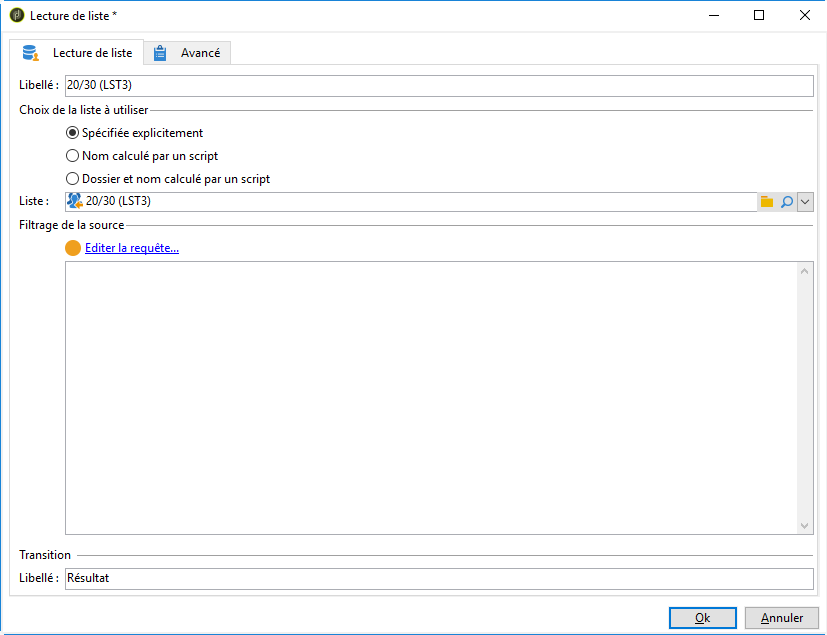 Lecture de liste *
Lecture de liste Avancé
Libellé : 20/30 (LST3)
Choix de la liste à utiliser
Spécifiée explicitement
Nom calculé par un script
Dossier et nom calculé par un script
Liste : 20/30 (LST3)
Filtrage de la source
Editer la requête...
Transition
Libellé : Résultat
Ok Annuler